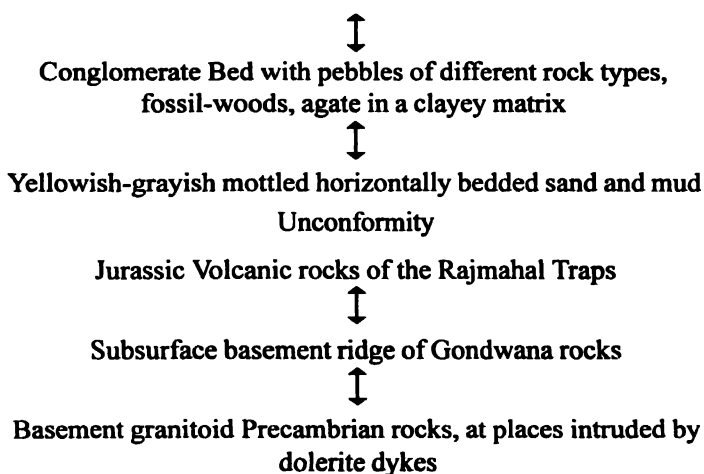 Conglomerate Bed with pebbles of different rock types,
fossil-woods, agate in a clayey matrix
Yellowish-grayish mottled horizontally bedded sand and mud
Unconformity
Jurassic Volcanic rocks of the Rajmahal Traps
Subsurface basement ridge of Gondwana rocks
Basement granitoid Precambrian rocks, at places intruded by
dolerite dykes